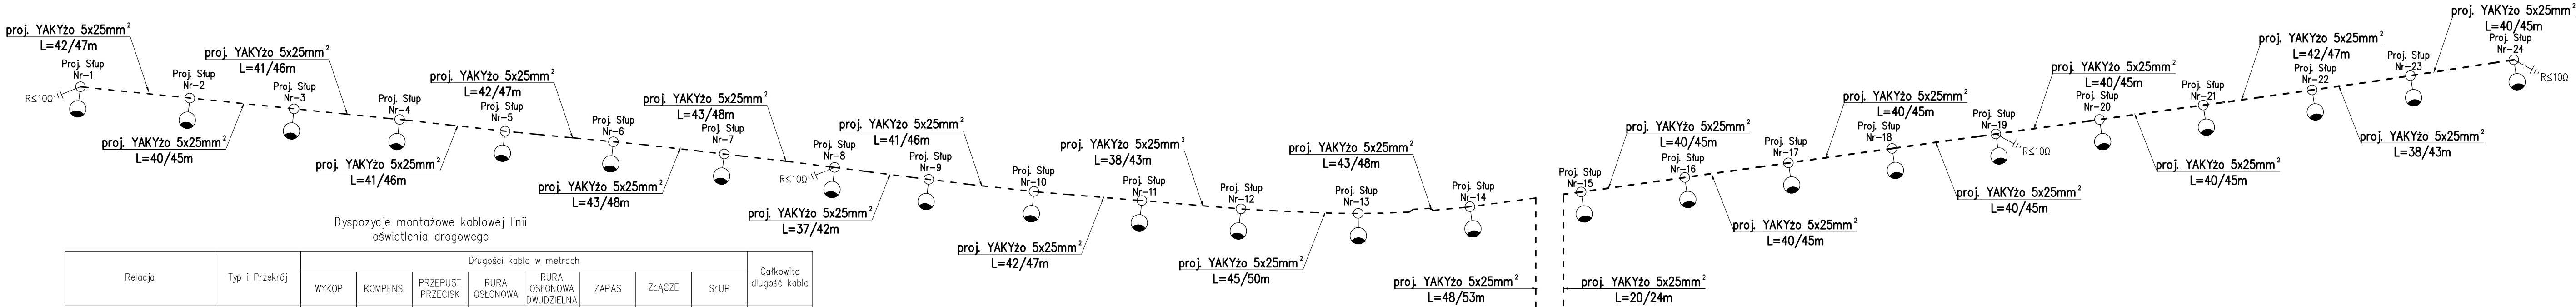 proj. YAKYżo 5x25mm²
L=42/47m
Proj. Słup
Nr-1
R≤10Ω
Proj. Słup
Nr-2
proj. YAKYżo 5x25mm²
L=40/45m
proj. YAKYżo 5x25mm²
L=41/46m
Proj. Słup
Nr-3
Proj. Słup
Nr-4
proj. YAKYżo 5x25mm²
L=41/46m
proj. YAKYżo 5x25mm²
L=42/47m
Proj. Słup
Nr-5
Proj. Słup
Nr-6
proj. YAKYżo 5x25mm²
L=43/48m
proj. YAKYżo 5x25mm²
L=43/48m
Proj. Słup
Nr-7
Proj. Słup
Nr-8
R≤10Ω
proj. YAKYżo 5x25mm²
L=37/42m
proj. YAKYżo 5x25mm²
L=41/46m
Proj. Słup
Nr-9
Proj. Słup
Nr-10
proj. YAKYżo 5x25mm²
L=42/47m
proj. YAKYżo 5x25mm²
L=38/43m
Proj. Słup
Nr-11
Proj. Słup
Nr-12
proj. YAKYżo 5x25mm²
L=45/50m
proj. YAKYżo 5x25mm²
L=43/48m
Proj. Słup
Nr-13
Proj. Słup
Nr-14
proj. YAKYżo 5x25mm²
L=48/53m
proj. YAKYżo 5x25mm²
L=20/24m
Proj. Słup
Nr-15
proj. YAKYżo 5x25mm²
L=40/45m
Proj. Słup
Nr-16
proj. YAKYżo 5x25mm²
L=40/45m
Proj. Słup
Nr-17
proj. YAKYżo 5x25mm²
L=40/45m
Proj. Słup
Nr-18
proj. YAKYżo 5x25mm²
L=40/45m
Proj. Słup
Nr-19
R≤10Ω
proj. YAKYżo 5x25mm²
L=40/45m
Proj. Słup
Nr-20
proj. YAKYżo 5x25mm²
L=40/45m
Proj. Słup
Nr-21
proj. YAKYżo 5x25mm²
L=42/47m
Proj. Słup
Nr-22
proj. YAKYżo 5x25mm²
L=38/43m
Proj. Słup
Nr-23
proj. YAKYżo 5x25mm²
L=40/45m
Proj. Słup
Nr-24
R≤10Ω
Dyspozycje montażowe kablowej linii
oświetlenia drogowego
Relacja
Typ i Przekrój
Długości kabla w metrach
WYKOP
KOMPENS.
PRZEPUST
PRZECISK
RURA
OSŁONOWA
RURA
OSŁONOWA
DWUDZIELNA
ZAPAS
ZŁĄCZE
SŁUP
Całkowita
długość kabla